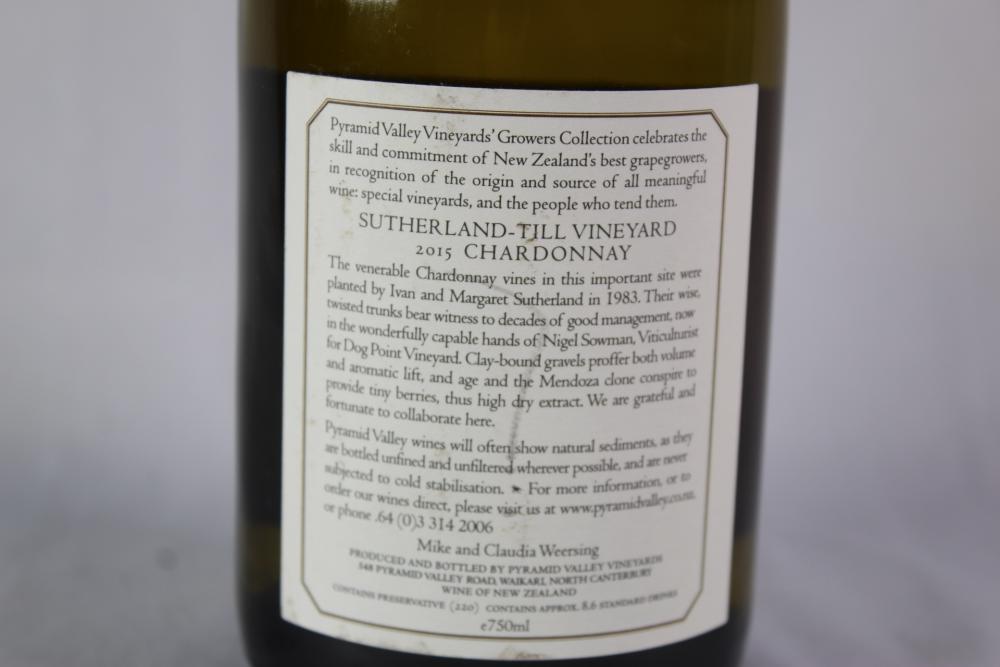 Pyramid Valley Vineyards' Growers Collection celebrates the
skill and commitment of New Zealand's best grapegrowers,
in recognition of the origin and source of all meaningful
wine: special vineyards, and the people who tend them.
SUTHERLAND-TILL VINEYARD
2015 CHARDONNAY
The venerable Chardonnay vines in this important site were
planted by Ivan and Margaret Sutherland in 1983. Their wise,
twisted trunks bear witness to decades of good management, now
in the wonderfully capable hands of Nigel Sowman, Viticulturist
for Dog Point Vineyard. Clay-bound gravels proffer both volume
and aromatic lift, and age and the Mendoza clone conspire to
provide tiny berries, thus high dry extract. We are grateful and
fortunate to collaborate here.
Pyramid Valley wines will often show natural sediments, as they
are bottled unfined and unfiltered wherever possible, and are never
subjected to cold stabilisation. For more information, or to
order our wines direct, please visit us at www.pyramidvalley.co.nz,
or phone .64 (0)3 314 2006
Mike and Claudia Weersing
PRODUCED AND BOTTLED BY PYRAMID VALLEY VINEYARDS
548 PYRAMID VALLEY ROAD, WAIKARI, NORTH CANTERBURY
WINE OF NEW ZEALAND
CONTAINS PRESERVATIVE (220) CONTAINS APPROX. 8.6 STANDARD DRINKS
e750ml